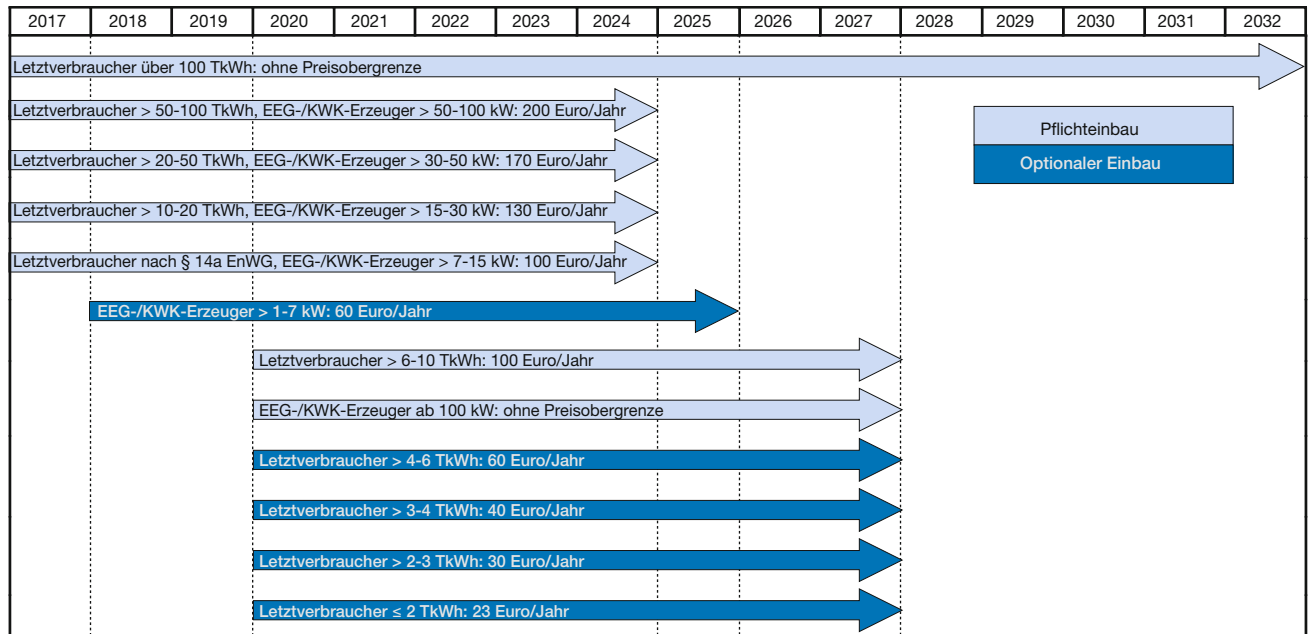 2017 2018 2019 2020 2021 2022 2023 2024 2025 2026 2027 2028 2029 2030 2031 2032
Letztverbraucher über 100 TkWh: ohne Preisobergrenze
Letztverbraucher > 50-100 TkWh, EEG-/KWK-Erzeuger > 50-100 kW: 200 Euro/Jahr
Pflichteinbau
Letztverbraucher > 20-50 TkWh, EEG-/KWK-Erzeuger > 30-50 kW: 170 Euro/Jahr
Optionaler Einbau
Letztverbraucher > 10-20 TkWh, EEG-/KWK-Erzeuger > 15-30 kW: 130 Euro/Jahr
Letztverbraucher nach § 14a EnWG, EEG-/KWK-Erzeuger > 7-15 kW: 100 Euro/Jahr
EEG-/KWK-Erzeuger > 1-7 kW: 60 Euro/Jahr
Letztverbraucher > 6-10 TkWh: 100 Euro/Jahr
EEG-/KWK-Erzeuger ab 100 kW: ohne Preisobergrenze
Letztverbraucher > 4-6 TkWh: 60 Euro/Jahr
Letztverbraucher > 3-4 TkWh: 40 Euro/Jahr
Letztverbraucher > 2-3 TkWh: 30 Euro/Jahr
Letztverbraucher ≤ 2 TkWh: 23 Euro/Jahr